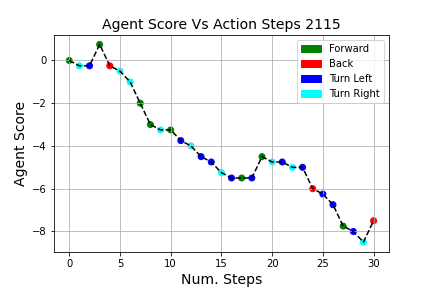 Agent Score Vs Action Steps 2115
Forward
Back
Turn Left
Turn Right
Agent Score
0
−2
−4
−6
−8
0 5 10 15 20 25 30
Num. Steps